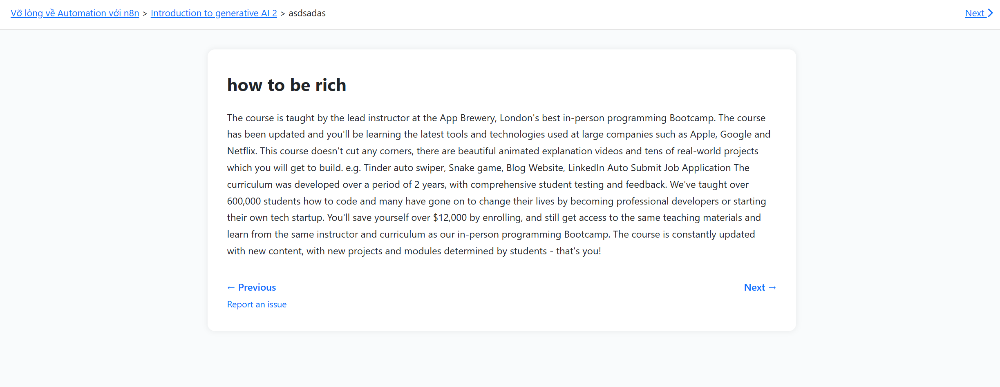 Vỡ lòng về Automation với n8n > Introduction to generative AI 2 > asdsadas
Next >
how to be rich
The course is taught by the lead instructor at the App Brewery, London's best in-person programming Bootcamp. The course
has been updated and you'll be learning the latest tools and technologies used at large companies such as Apple, Google and
Netflix. This course doesn't cut any corners, there are beautiful animated explanation videos and tens of real-world projects
which you will get to build. e.g. Tinder auto swiper, Snake game, Blog Website, LinkedIn Auto Submit Job Application The
curriculum was developed over a period of 2 years, with comprehensive student testing and feedback. We've taught over
600,000 students how to code and many have gone on to change their lives by becoming professional developers or starting
their own tech startup. You'll save yourself over $12,000 by enrolling, and still get access to the same teaching materials and
learn from the same instructor and curriculum as our in-person programming Bootcamp. The course is constantly updated
with new content, with new projects and modules determined by students - that's you!
← Previous
Next →
Report an issue